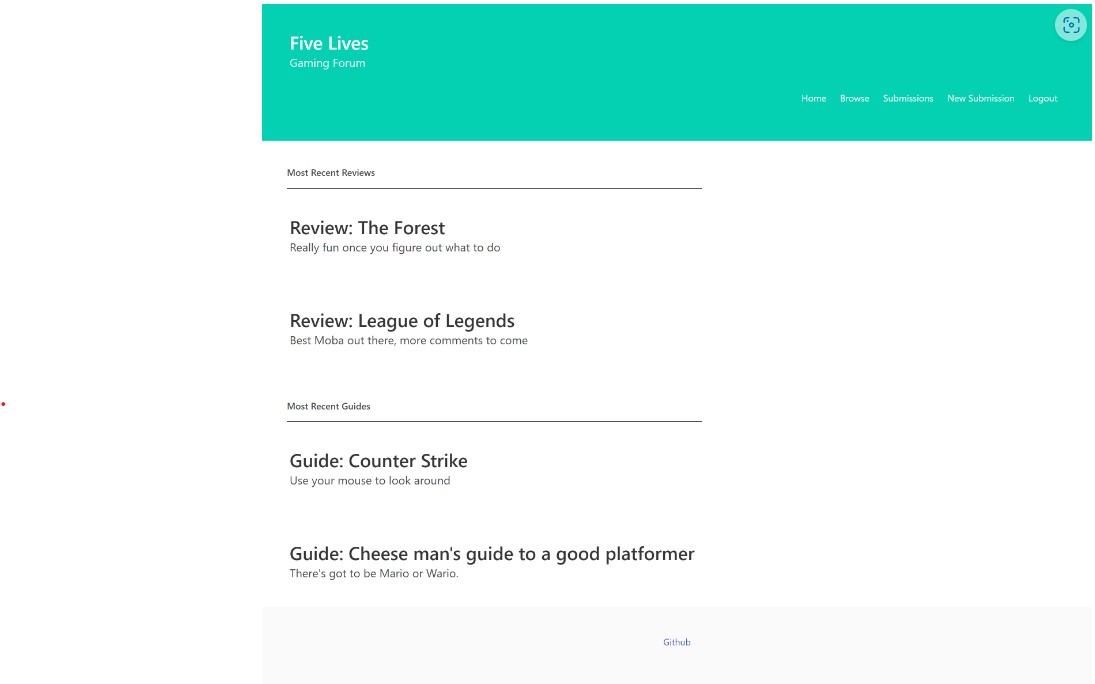 Five Lives
Gaming Forum
Home Browse Submissions New Submission Logout
Most Recent Reviews
Review: The Forest
Really fun once you figure out what to do
Review: League of Legends
Best Moba out there, more comments to come
Most Recent Guides
Guide: Counter Strike
Use your mouse to look around
Guide: Cheese man's guide to a good platformer
There's got to be Mario or Wario.
Github